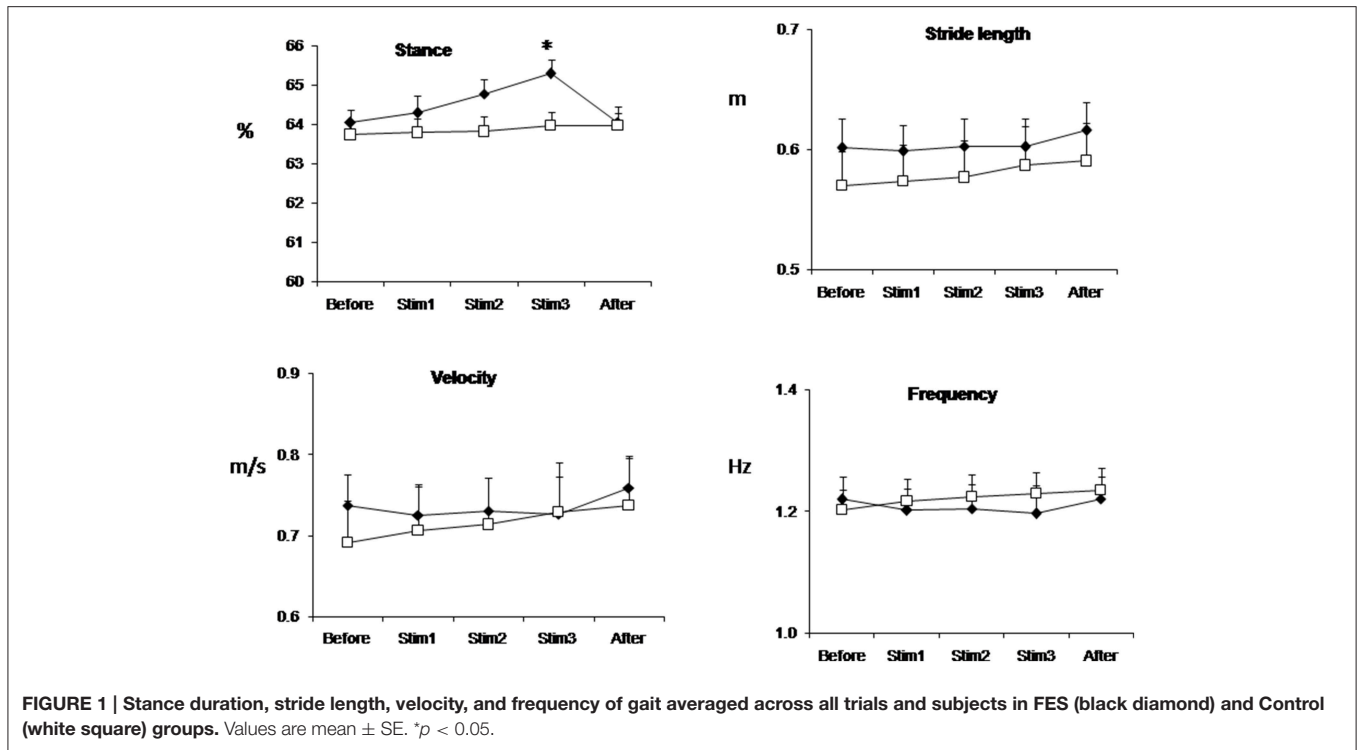 Stance
*
%
66
65
64
63
62
61
60
Before Stim1 Stim2 Stim3 After
Stride length
m
0.7
0.6
0.5
Before Stim1 Stim2 Stim3 After
Velocity
m/s
0.9
0.8
0.7
0.6
Before Stim1 Stim2 Stim3 After
Frequency
Hz
1.4
1.2
1.0
Before Stim1 Stim2 Stim3 After
FIGURE 1 | Stance duration, stride length, velocity, and frequency of gait averaged across all trials and subjects in FES (black diamond) and Control
(white square) groups. Values are mean ± SE. *p < 0.05.